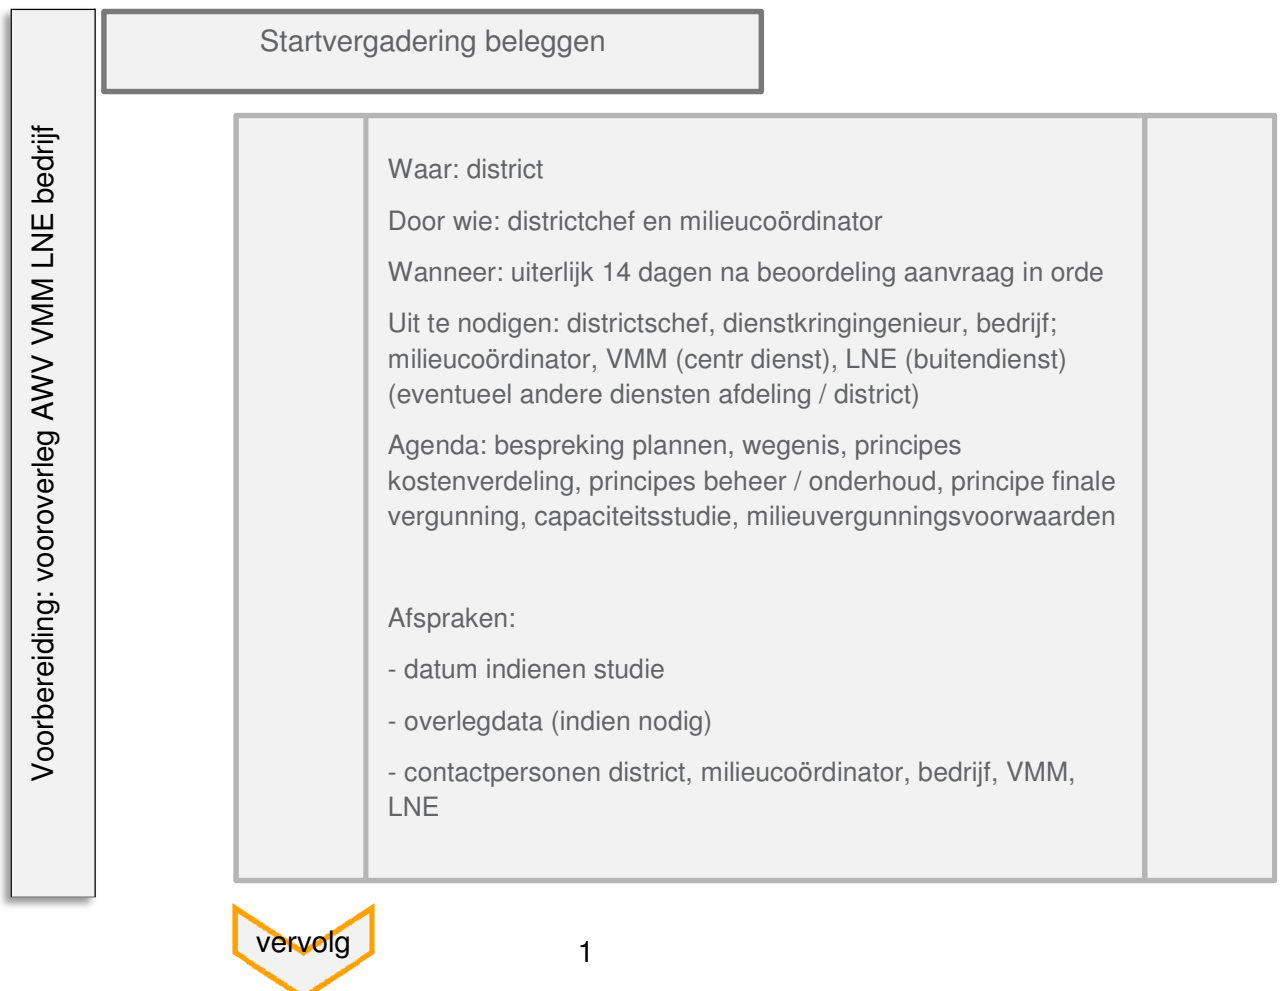 Voorbereiding: vooroverleg AWV VMM LNE bedrijf
Startvergadering beleggen
Waar: district
Door wie: districtchef en milieucoördinator
Wanneer: uiterlijk 14 dagen na beoordeling aanvraag in orde
Uit te nodigen: districtschef, dienstkringingenieur, bedrijf;
milieucoördinator, VMM (centr dienst), LNE (buitendienst)
(eventueel andere diensten afdeling / district)
Agenda: bespreking plannen, wegenis, principes
kostenverdeling, principes beheer / onderhoud, principe finale
vergunning, capaciteitsstudie, milieuvergunningsvoorwaarden
Afspraken:
- datum indienen studie
- overlegdata (indien nodig)
- contactpersonen district, milieucoördinator, bedrijf, VMM,
LNE
vervolg
1